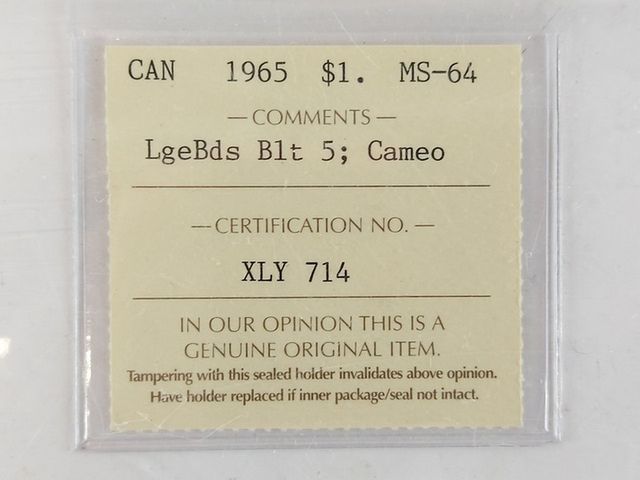 CAN 1965 $1. MS-64
— COMMENTS —
LgeBds Blt 5; Cameo
— CERTIFICATION NO. —
XLY 714
IN OUR OPINION THIS IS A
GENUINE ORIGINAL ITEM.
Tampering with this sealed holder invalidates above opinion.
Have holder replaced if inner package/seal not intact.